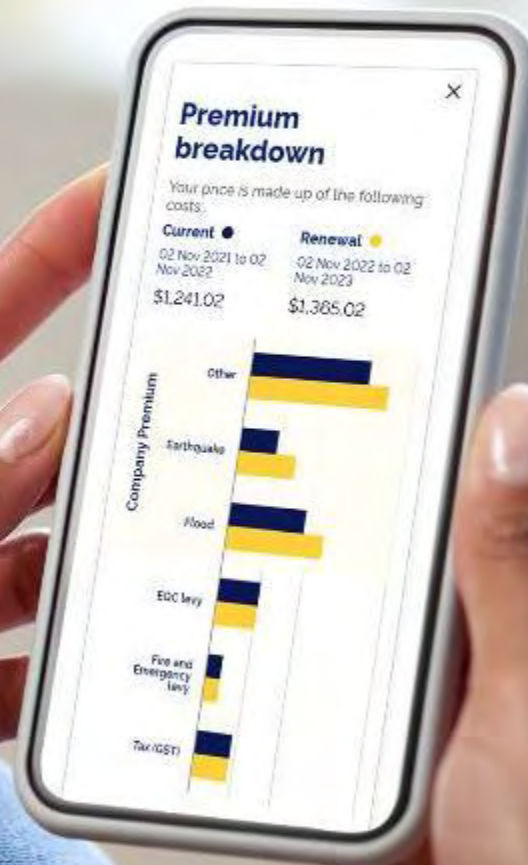 Premium
breakdown
Your price is made up of the following
costs:
Current
Renewal
02 Nov 2021 to 02
Nov 2022
02 Nov 2022 to 02
Nov 2023
$1,241.02
$1,365.02
Company Premium
Other
Earthquake
Flood
EQC levy
Fire and
Emergency
levy
Tax (GST)